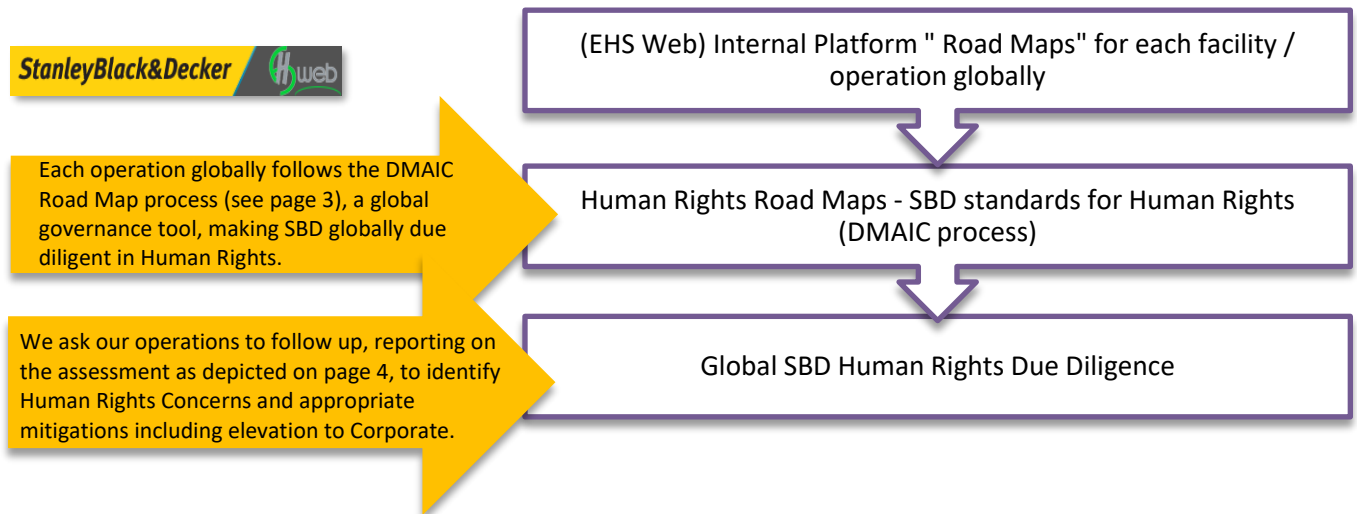 StanleyBlack&Decker
EHSweb
(EHS Web) Internal Platform " Road Maps" for each facility /
operation globally
Each operation globally follows the DMAIC
Road Map process (see page 3), a global
governance tool, making SBD globally due
diligent in Human Rights.
Human Rights Road Maps - SBD standards for Human Rights
(DMAIC process)
We ask our operations to follow up, reporting on
the assessment as depicted on page 4, to identify
Human Rights Concerns and appropriate
mitigations including elevation to Corporate.
Global SBD Human Rights Due Diligence